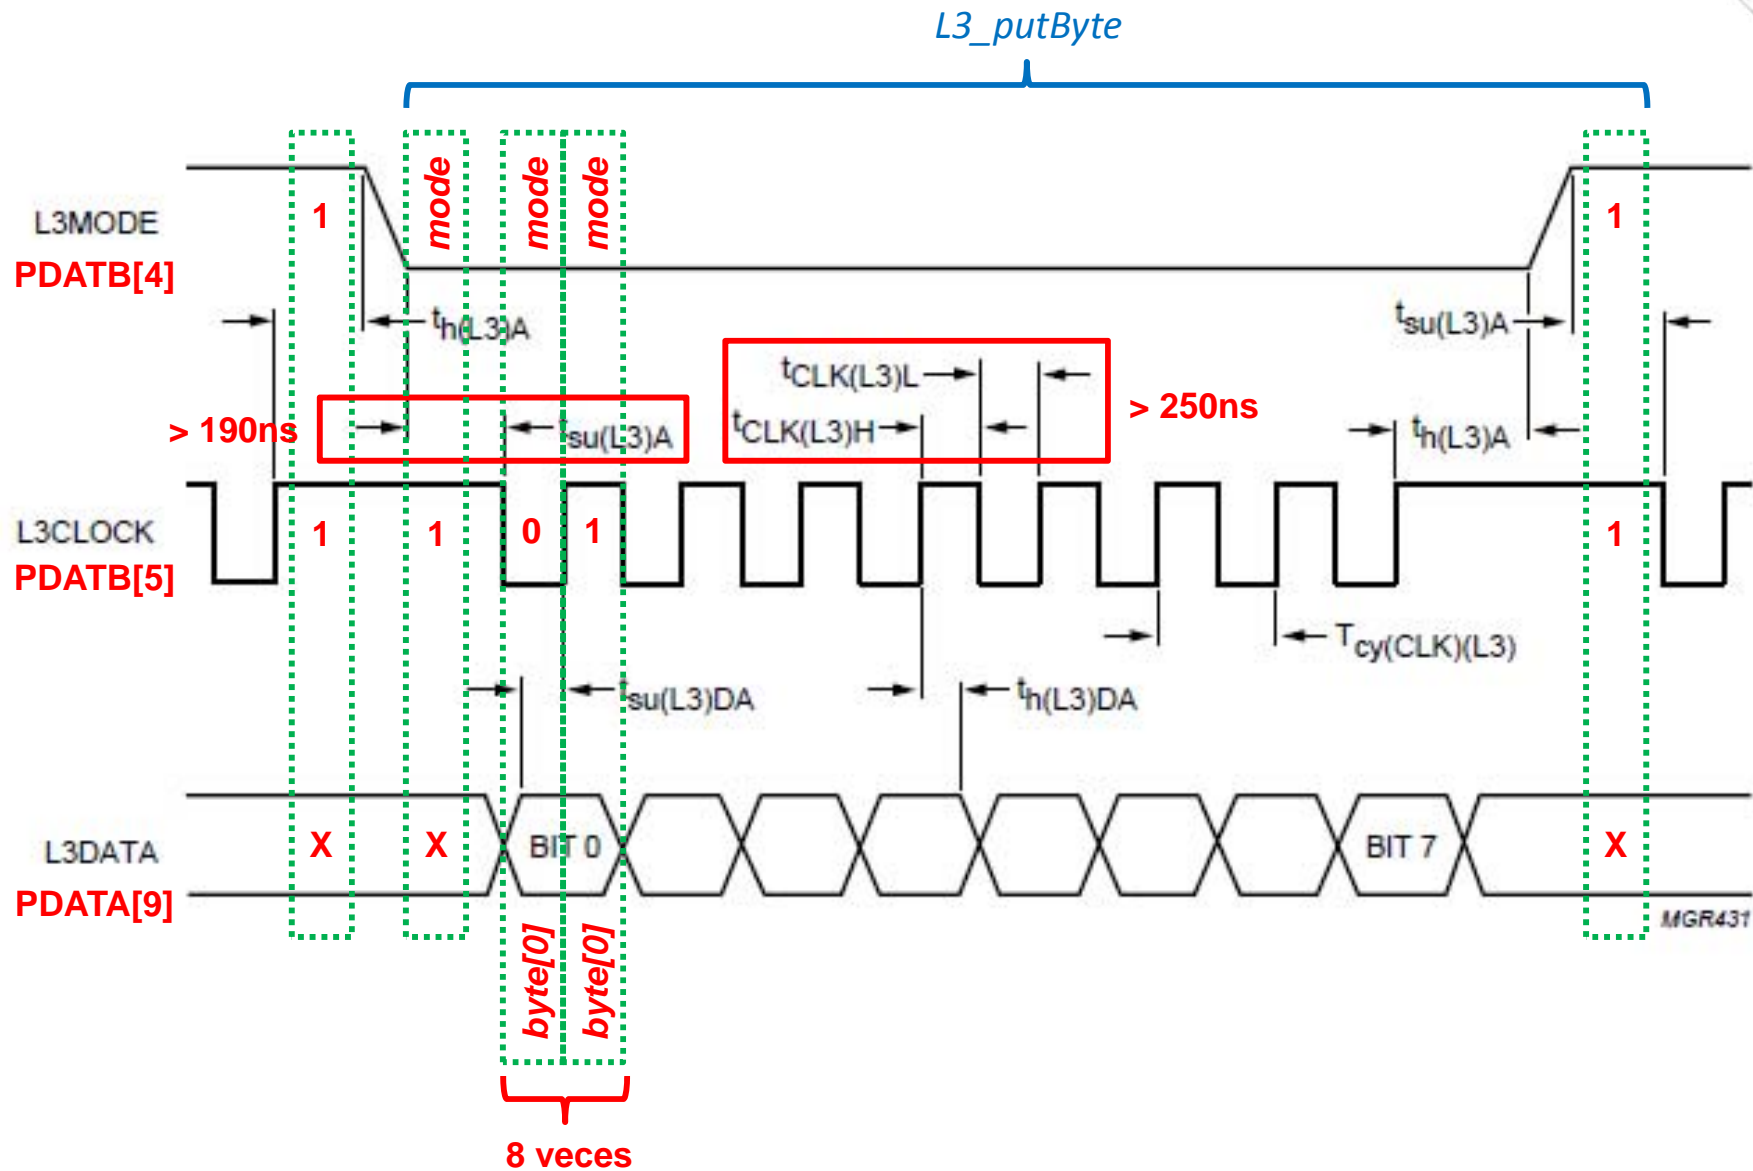 L3_putByte
mode mode mode
L3MODE 1 1
PDATB[4]
th(L3)A tsu(L3)A
tCLK(L3)L
> 190ns tsu(L3)A tCLK(L3)H > 250ns th(L3)A
L3CLOCK 1 1 0 1 1
PDATB[5]
Tcy(CLK)(L3)
tsu(L3)DA th(L3)DA
L3DATA X X BIT 0 BIT 7 X
PDATA[9]
MGR431
byte[0] byte[0]
8 veces